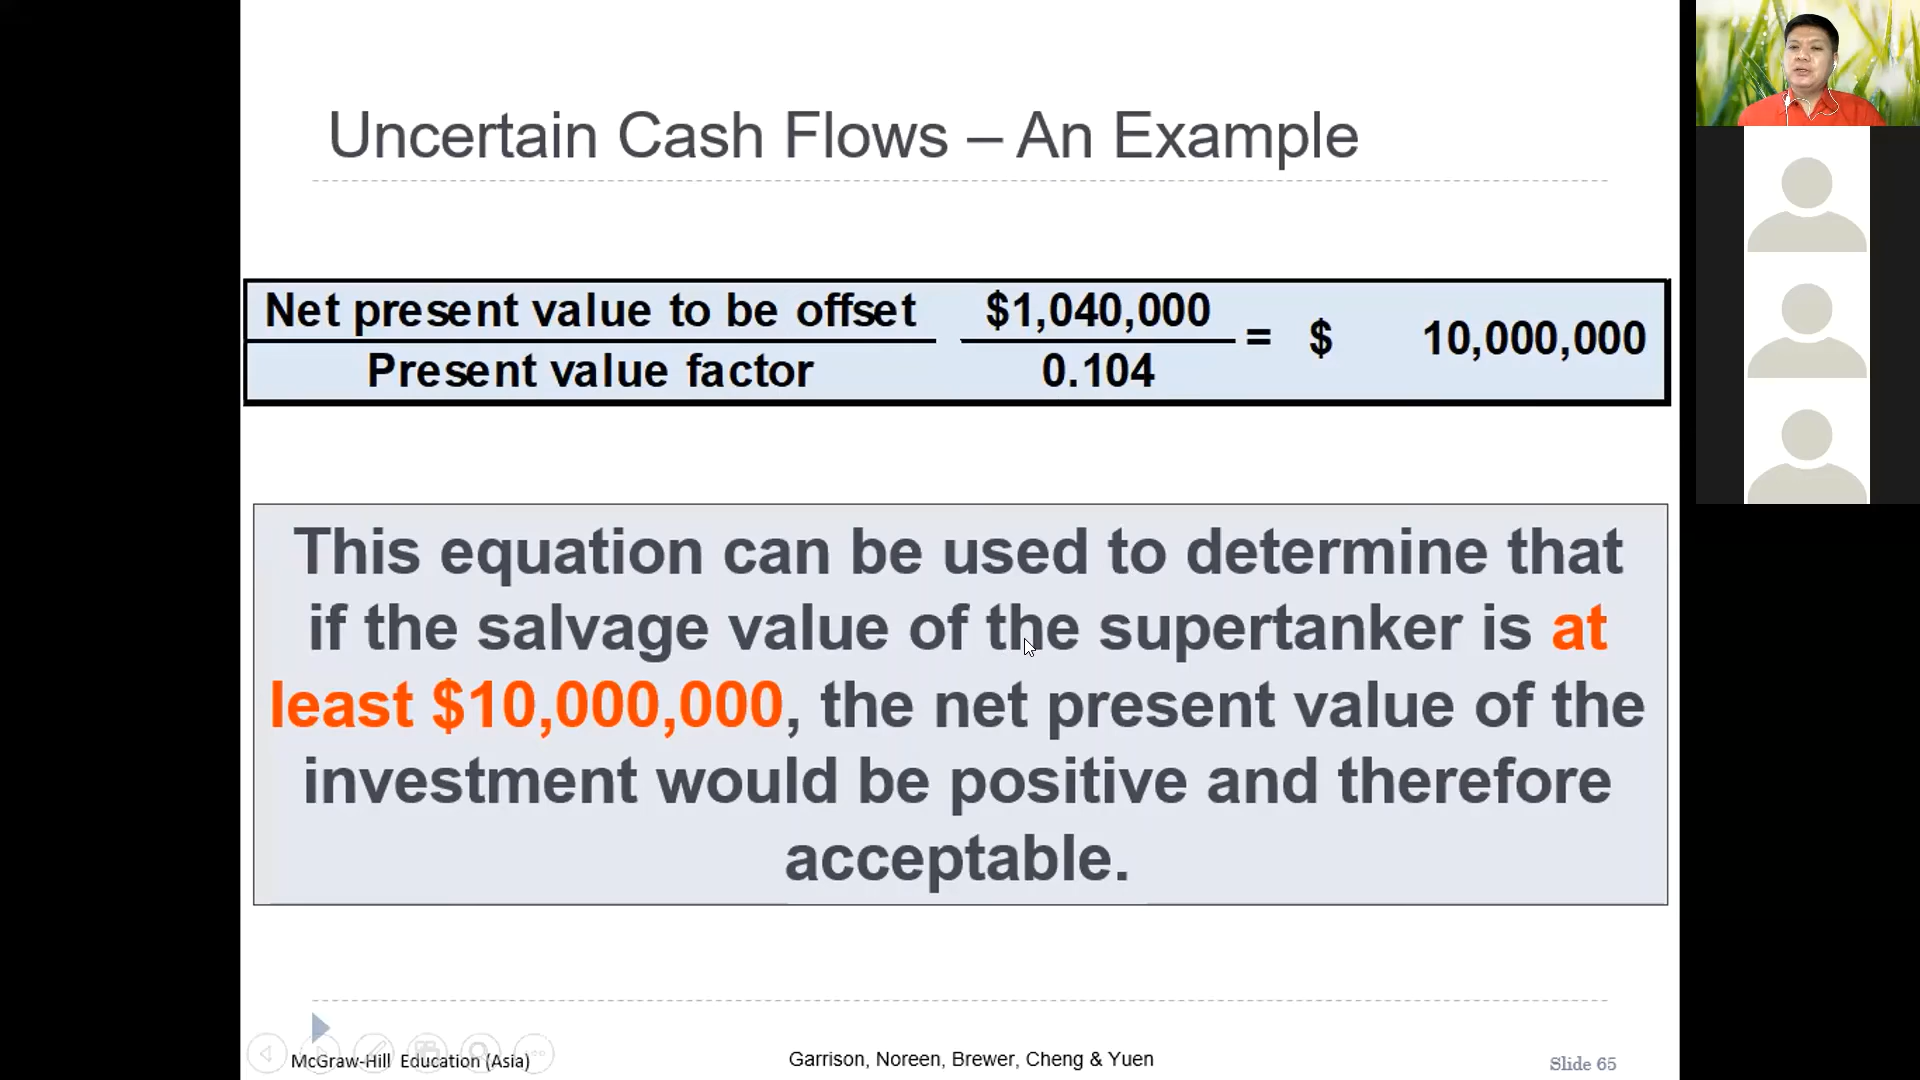 Uncertain Cash Flows – An Example
Net present value to be offset
Present value factor
$1,040,000
0.104
= $ 10,000,000
This equation can be used to determine that
if the salvage value of the supertanker is at
least $10,000,000, the net present value of the
investment would be positive and therefore
acceptable.
McGraw-Hill Education (Asia)
Garrison, Noreen, Brewer, Cheng & Yuen
Slide 65